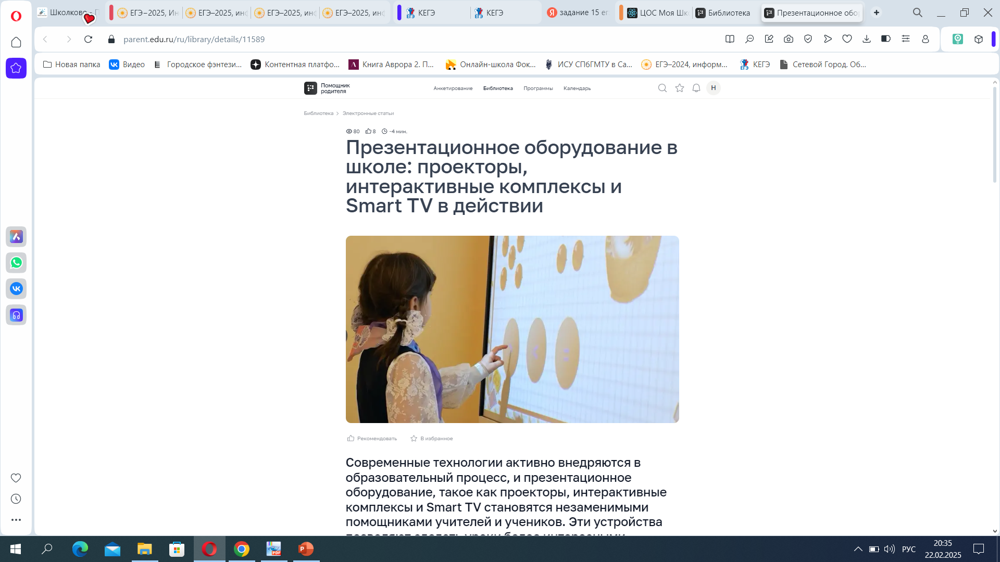 Школково - П
ЕГЭ–2025, Ин
ЕГЭ–2025, инф
ЕГЭ–2025, инф
ЕГЭ–2025, инф
КЕГЭ
КЕГЭ
задание 15 ег
ЦОС Моя Шк
Библиотека
Презентационное обо
parent.edu.ru/ru/library/details/11589
Новая папка
Видео
Городское фэнтези...
Контентная платфо...
Книга Аврора 2. П...
Онлайн-школа Фок...
ИСУ СПбГМТУ в Са...
ЕГЭ–2024, информ...
КЕГЭ
Сетевой Город. Об...
Помощник
родителя
Анкетирование
Библиотека
Программы
Календарь
Н
Библиотека > Электронные статьи
80 8 ~4 мин.
Презентационное оборудование в
школе: проекторы,
интерактивные комплексы и
Smart TV в действии
Рекомендовать
В избранное
Современные технологии активно внедряются в
образовательный процесс, и презентационное
оборудование, такое как проекторы, интерактивные
комплексы и Smart TV становятся незаменимыми
помощниками учителей и учеников. Эти устройства
позволяют сделать уроки более интересными,
РУС
20:35
22.02.2025